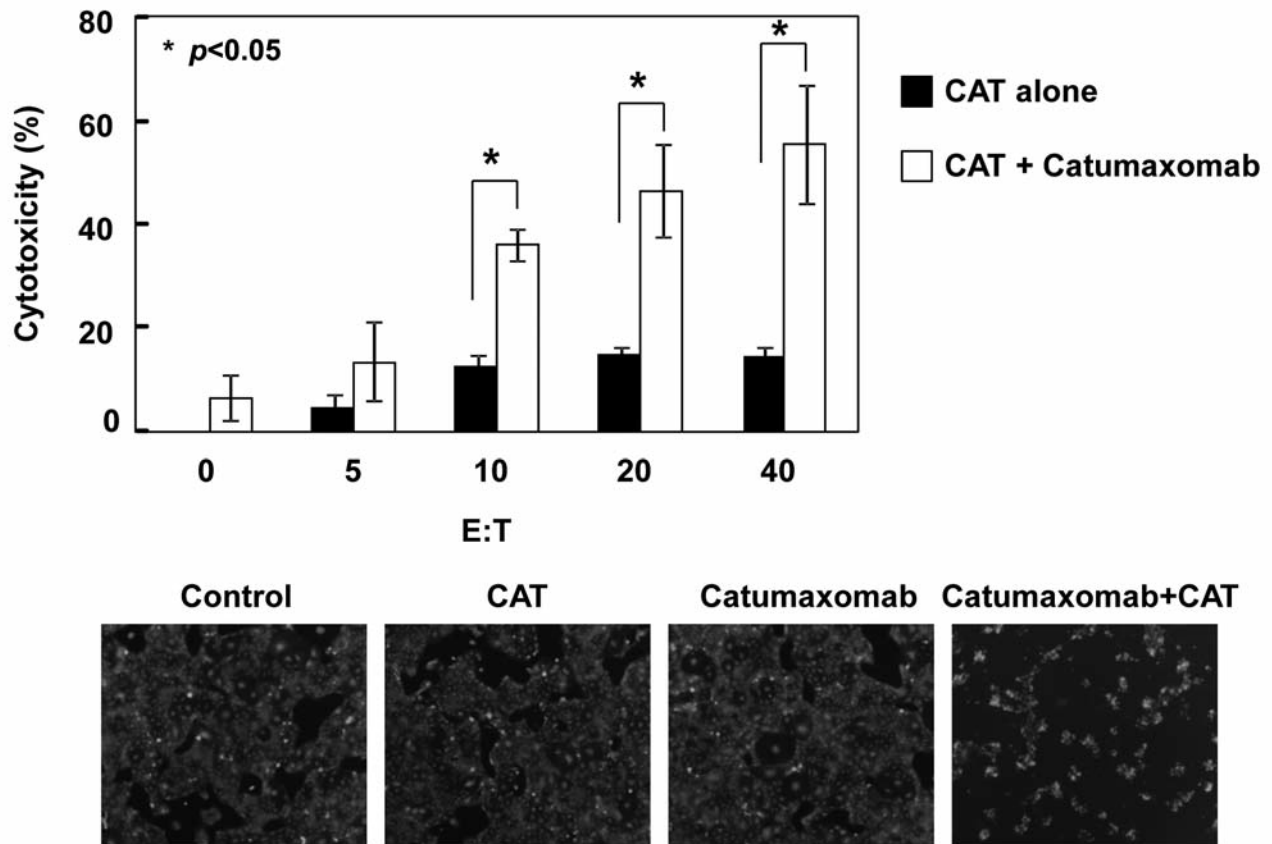 80
* p<0.05
60
40
20
0
Cytotoxicity (%)
*
*
*
CAT alone
CAT + Catumaxomab
0 5 10 20 40
E:T
Control CAT Catumaxomab Catumaxomab+CAT